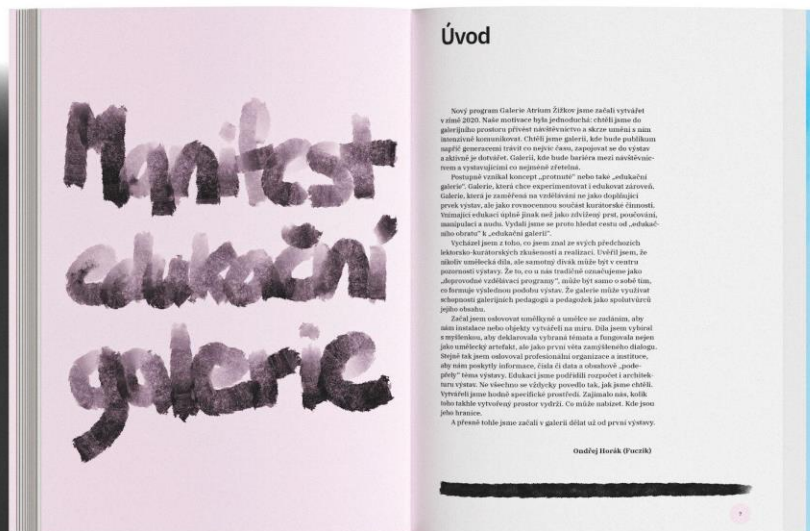 Manifest
edukační
galerie
Úvod
Nový program Galerie Atrium Žižkov jsme začali vytvářet
v zimě 2020. Naše motivace byla jednoduchá: chtěli jsme do
galerijního prostoru přivést návštěvnictvo a skrze umění s ním
intenzivně komunikovat. Chtěli jsme galerii, kde bude publikum
napříč generacemi trávit co nejvíc času, zapojovat se do výstav
a aktivně je dotvářet. Galerii, kde bude bariéra mezi návštěvnic-
tvem a vystavujícími co nejméně zřetelná.
Postupně vznikal koncept „protnuté" nebo také „edukační
galerie". Galerie, která chce experimentovat i edukovat zároveň.
Galerie, která je zaměřená na vzdělávání ne jako doplňující
prvek výstav, ale jako rovnocennou součást kurátorské činnosti.
Vnímající edukaci úplně jinak než jako zdvižený prst, poučování,
manipulaci a nudu. Vydali jsme se proto hledat cestu od „edukač-
ního obratu" k „edukační galerii".
Vycházel jsem z toho, co jsem znal ze svých předchozích
lektorsko-kurátorských zkušeností a realizací. Uvěřil jsem, že
nikoliv umělecká díla, ale samotný divák může být v centru
pozornosti výstavy. Že to, co u nás tradičně označujeme jako
„doprovodné vzdělávací programy", může být samo o sobě tím,
co formuje výslednou podobu výstav. Že galerie může využívat
schopnosti galerijních pedagogů a pedagožek jako spolutvůrců
jejího obsahu.
Začal jsem oslovovat umělkyně a umělce se zadáním, aby
nám instalace nebo objekty vytvářeli na míru. Díla jsem vybíral
s myšlenkou, aby deklarovala vybraná témata a fungovala nejen
jako umělecký artefakt, ale jako první věta zamýšleného dialogu.
Stejně tak jsem oslovoval profesionální organizace a instituce,
aby nám poskytly informace, čísla či data a obsahově „pode-
přely" téma výstavy. Edukaci jsme podřídili rozpočet i architek-
turu výstav. Ne všechno se vždycky povedlo tak, jak jsme chtěli.
Vytvářeli jsme hodně specifické prostředí. Zajímalo nás, kolik
toho takhle vytvořený prostor vydrží. Co může nabízet. Kde jsou
jeho hranice.
A přesně tohle jsme začali v galerii dělat už od první výstavy.
Ondřej Horák (Fuczik)